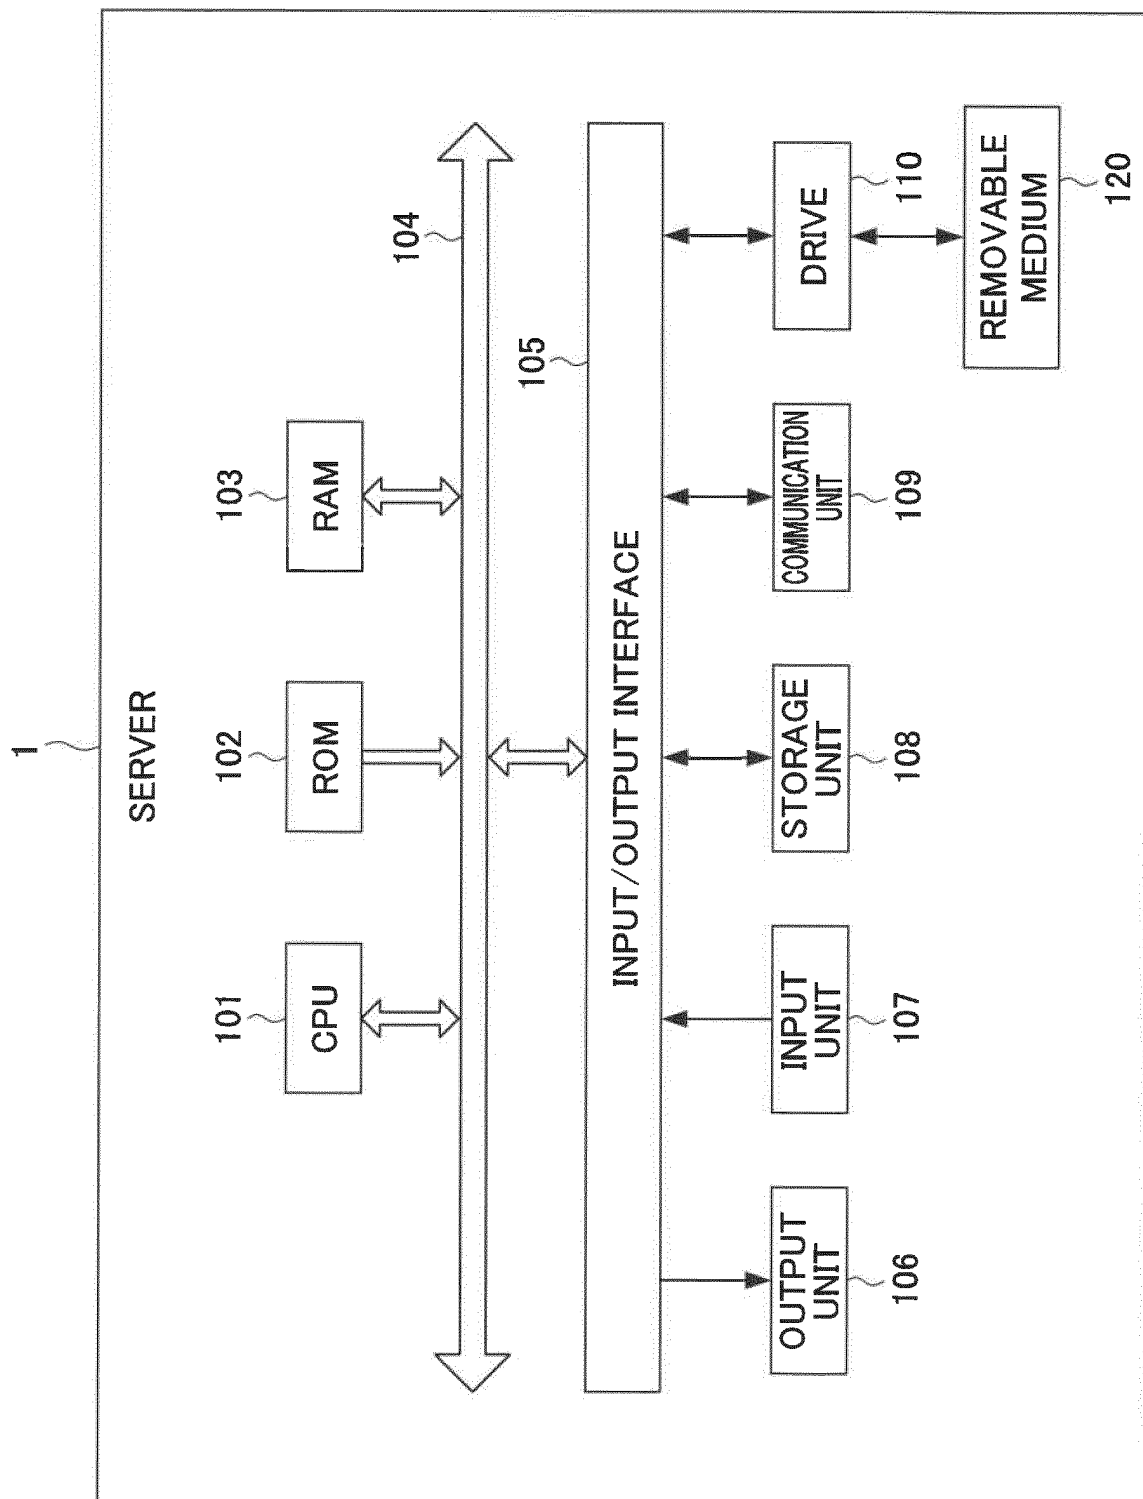 1
SERVER
101
CPU
102
ROM
103
RAM
104
105
INPUT/OUTPUT INTERFACE
OUTPUT
UNIT
106
INPUT
UNIT
107
STORAGE
UNIT
108
COMMUNICATION
UNIT
109
DRIVE
110
REMOVABLE
MEDIUM
120